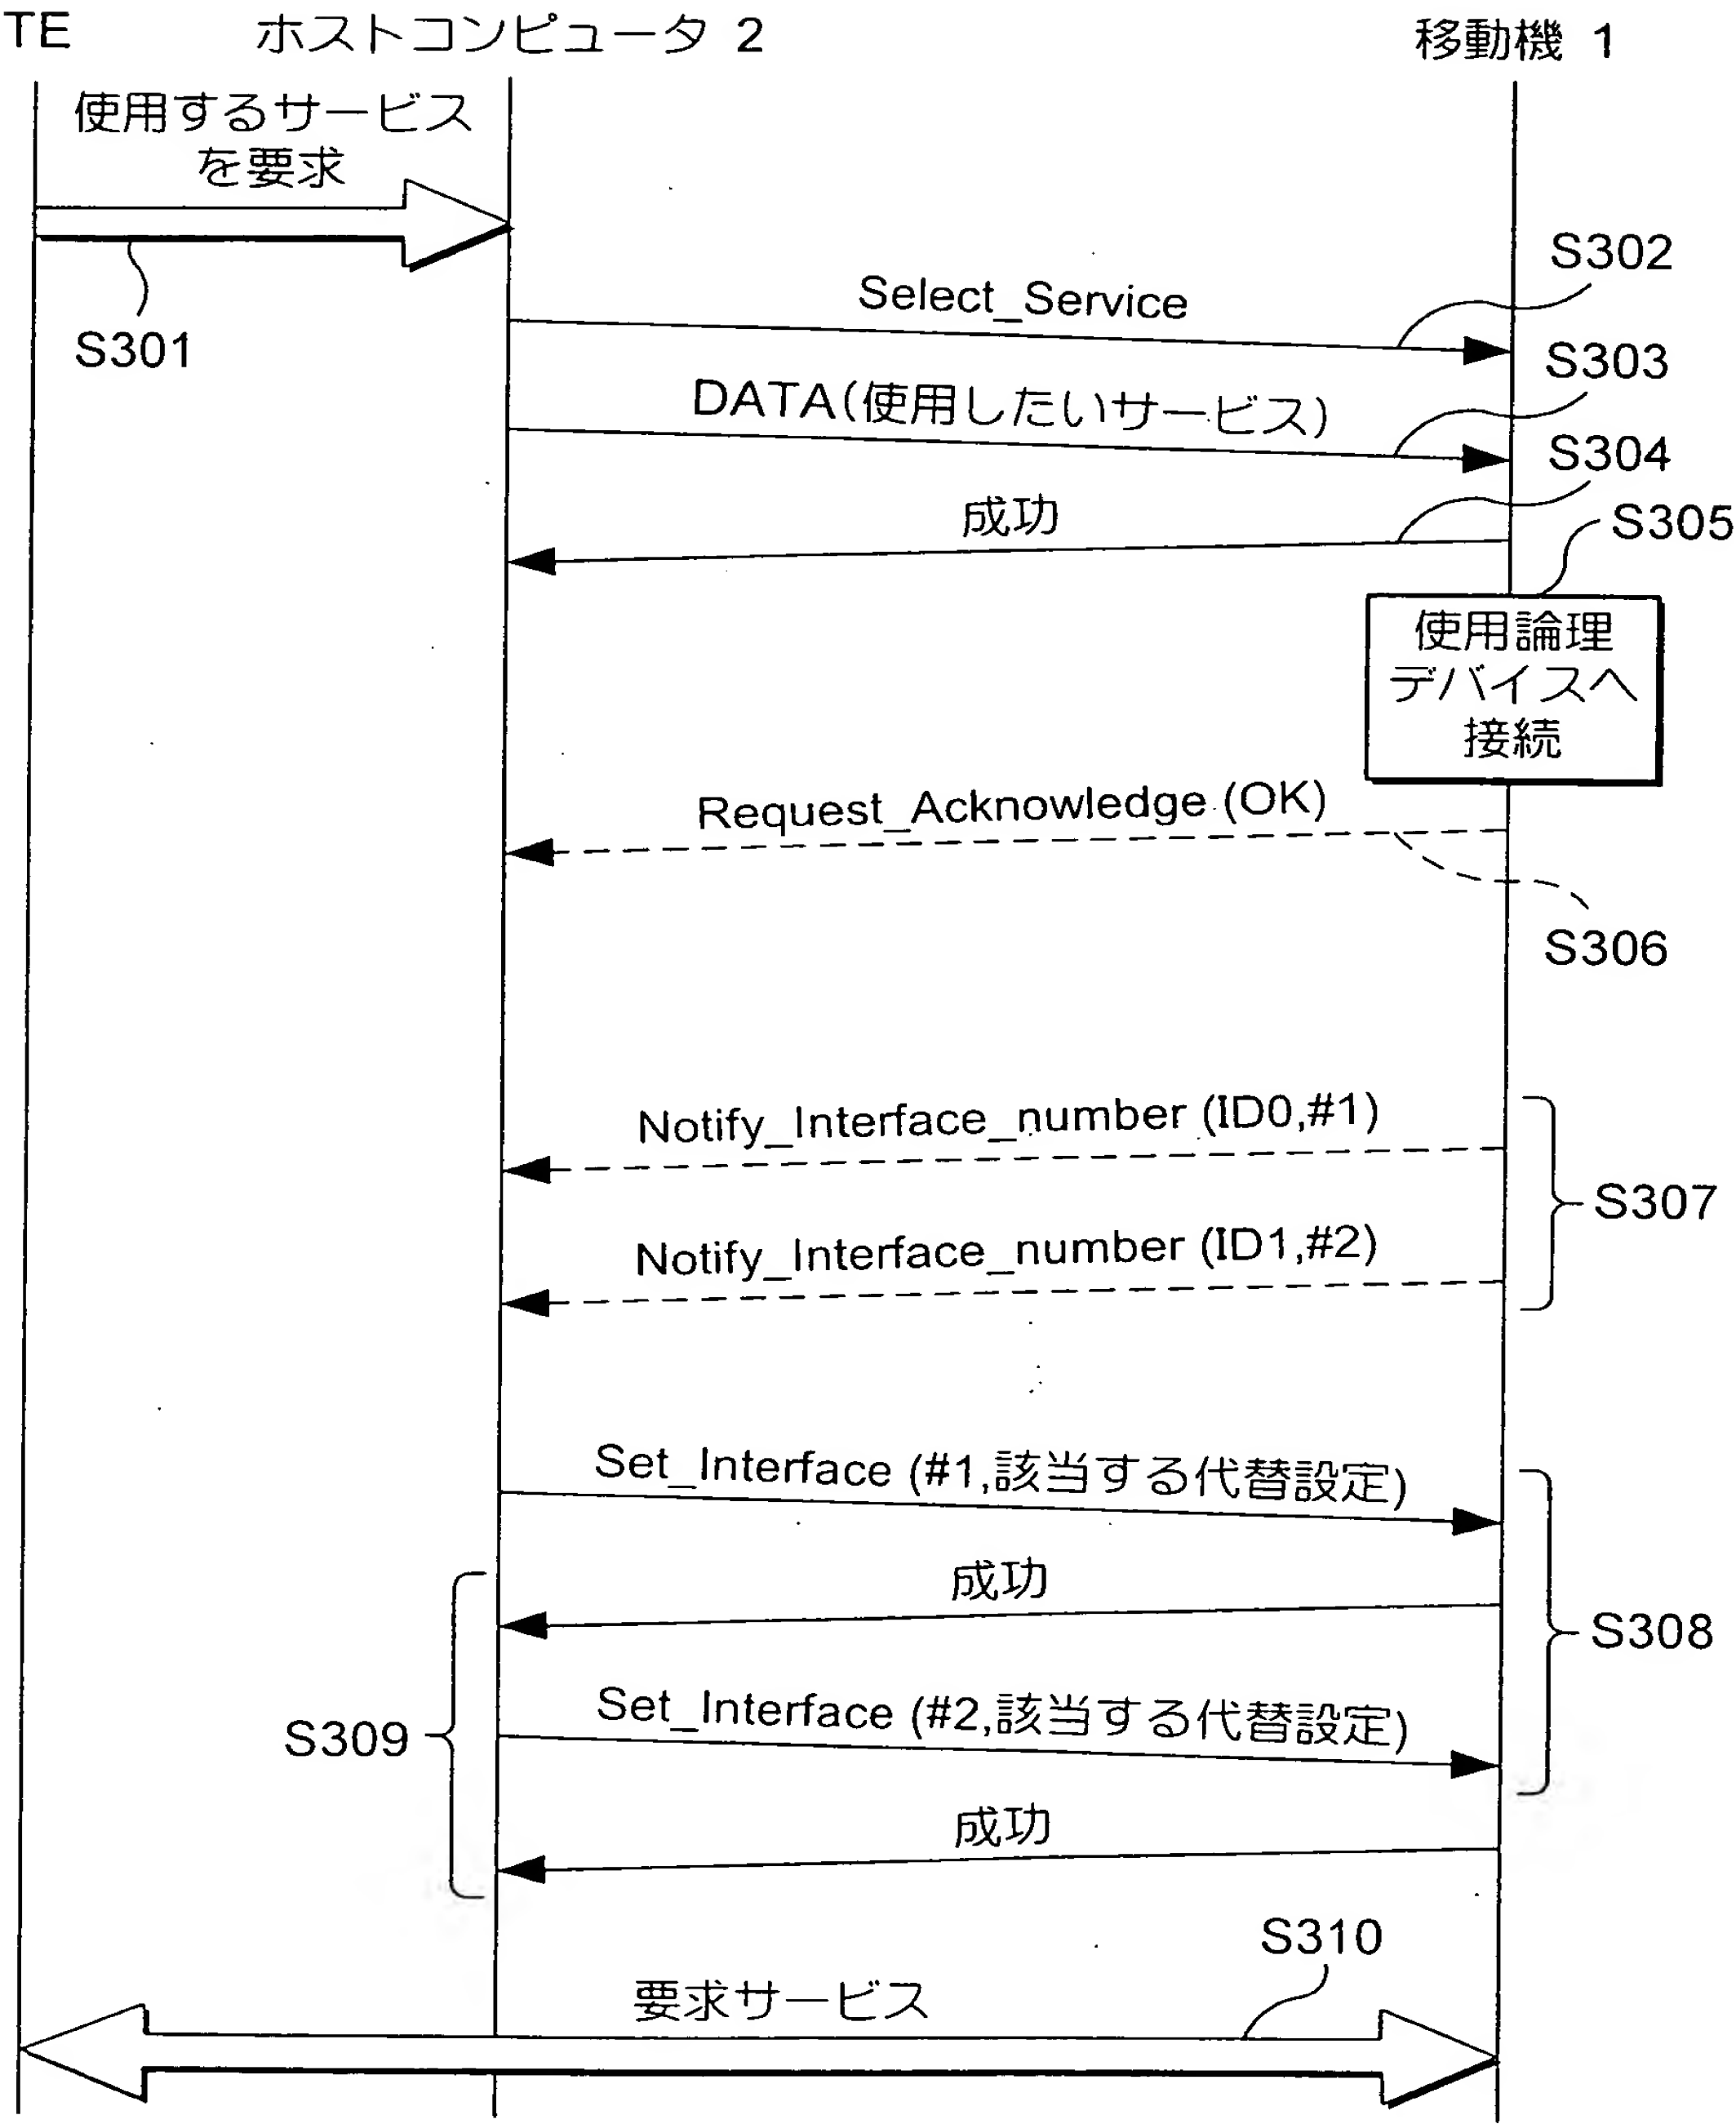 TE
ホストコンピュータ 2
移動機 1
使用するサービス
を要求
S301
S302
Select_Service
S303
DATA(使用したいサービス)
S304
成功
S305
使用論理
デバイスへ
接続
Request_Acknowledge (OK)
S306
Notify_Interface_number (ID0,#1)
S307
Notify_Interface_number (ID1,#2)
Set_Interface (#1,該当する代替設定)
成功
S308
Set_Interface (#2,該当する代替設定)
S309
成功
S310
要求サービス